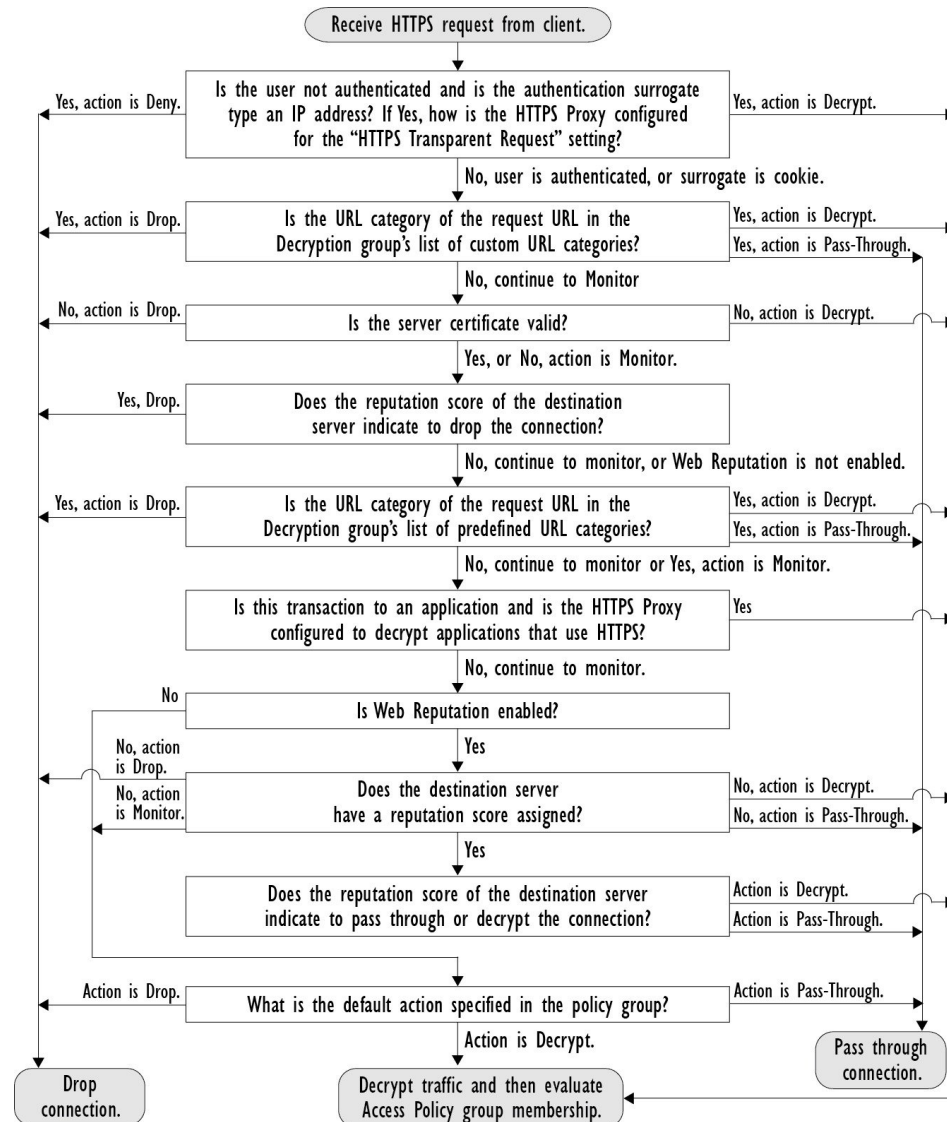 Receive HTTPS request from client.
Yes, action is Deny.
Is the user not authenticated and is the authentication surrogate
type an IP address? If Yes, how is the HTTPS Proxy configured
for the “HTTPS Transparent Request” setting?
Yes, action is Decrypt.
No, user is authenticated, or surrogate is cookie.
Yes, action is Drop.
Is the URL category of the request URL in the
Decryption group’s list of custom URL categories?
Yes, action is Decrypt.
Yes, action is Pass-Through.
No, continue to Monitor
No, action is Drop.
Is the server certificate valid?
No, action is Decrypt.
Yes, or No, action is Monitor.
Yes, Drop.
Does the reputation score of the destination
server indicate to drop the connection?
No, continue to monitor, or Web Reputation is not enabled.
Yes, action is Drop.
Is the URL category of the request URL in the
Decryption group’s list of predefined URL categories?
Yes, action is Decrypt.
Yes, action is Pass-Through.
No, continue to monitor or Yes, action is Monitor.
Is this transaction to an application and is the HTTPS Proxy
configured to decrypt applications that use HTTPS?
Yes
No, continue to monitor.
No
Is Web Reputation enabled?
Yes
No, action
is Drop.
No, action
is Monitor.
Does the destination server
have a reputation score assigned?
No, action is Decrypt.
No, action is Pass-Through.
Yes
Does the reputation score of the destination server
indicate to pass through or decrypt the connection?
Action is Decrypt.
Action is Pass-Through.
Action is Drop.
What is the default action specified in the policy group?
Action is Pass-Through.
Action is Decrypt.
Drop
connection.
Decrypt traffic and then evaluate
Access Policy group membership.
Pass through
connection.